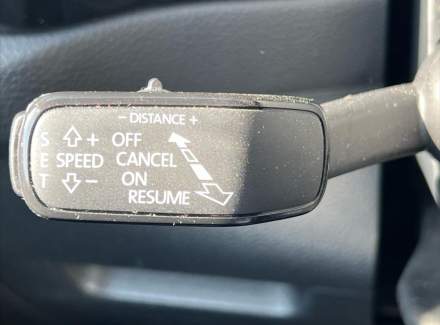 - DISTANCE +
S + OFF
E SPEED CANCEL
T - ON
RESUME